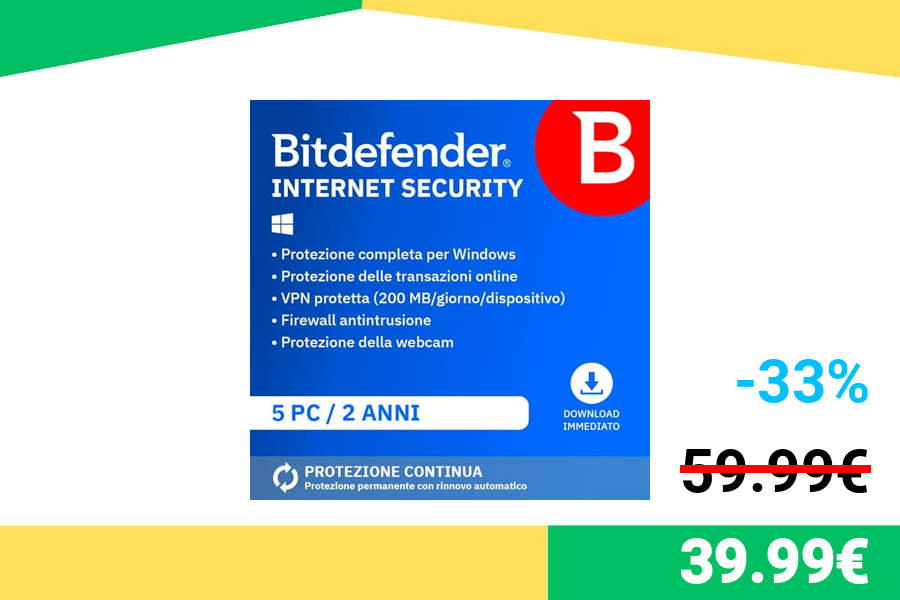 Bitdefender®
B
INTERNET SECURITY
• Protezione completa per Windows
• Protezione delle transazioni online
• VPN protetta (200 MB/giorno/dispositivo)
• Firewall antintrusione
• Protezione della webcam
5 PC / 2 ANNI
DOWNLOAD
IMMEDIATO
PROTEZIONE CONTINUA
Protezione permanente con rinnovo automatico
-33%
59.99€
39.99€